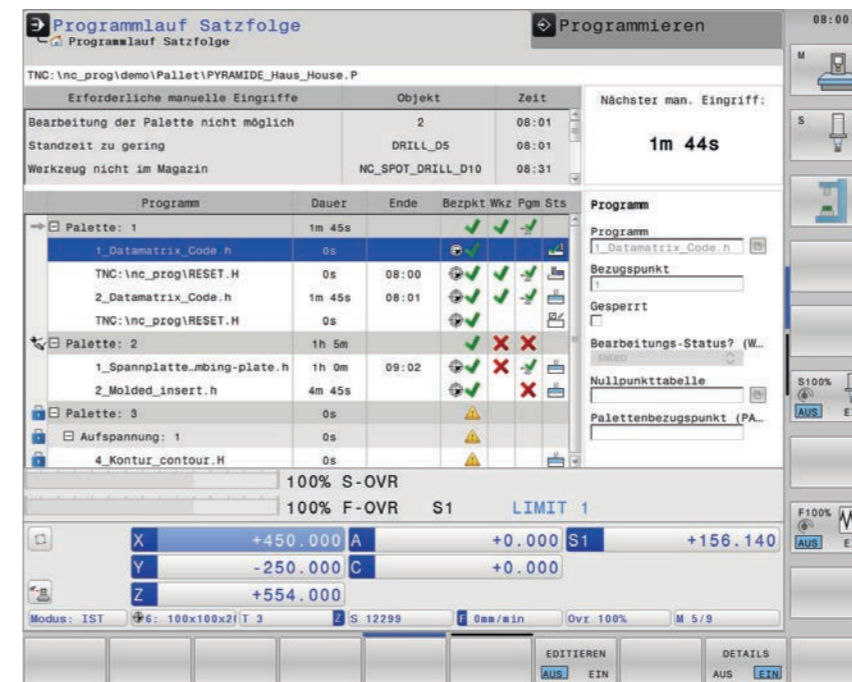 Programmlauf Satzfolge
Programmlauf Satzfolge
Programmieren
08:00
TNC:\nc_prog\demo\Pallet\PYRAMIDE_Haus_House.P
Erforderliche manuelle Eingriffe Objekt Zeit
Bearbeitung der Palette nicht möglich 2 08:01
Standzeit zu gering DRILL_D5 08:01
Werkzeug nicht im Magazin NC_SPOT_DRILL_D10 08:31
Nächster man. Eingriff:
1m 44s
M
S
Programm Dauer Ende Bezpkt Wkz Pgm Sts
Palette: 1 1m 45s
1_Datamatrix_Code.h 0s
TNC:\nc_prog\RESET.H 0s 08:00
2_Datamatrix_Code.h 1m 45s 08:01
TNC:\nc_prog\RESET.H 0s
Palette: 2 1h 5m
1_Spannplatte…mbing-plate.h 1h 0m 09:02
2_Molded_insert.h 4m 45s
Palette: 3 0s
Aufspannung: 1 0s
4_Kontur_contour.H 0s
Programm
Programm
1_Datamatrix_Code.h
Bezugspunkt
1
Gesperrt
Bearbeitungs-Status? (W…
ENDED
Nullpunkttabelle
Palettenbezugspunkt (PA…
S100%
AUS E
100% S-OVR
100% F-OVR S1 LIMIT 1
F100%
AUS E
X +450.000 A +0.000 S1 +156.140
Y -250.000 C +0.000
Z +554.000
Modus: IST 6: 100x100x2 T 3 Z S 12299 F 0mm/min Ovr 100% M 5/9
EDITIEREN
AUS EIN
DETAILS
AUS EIN